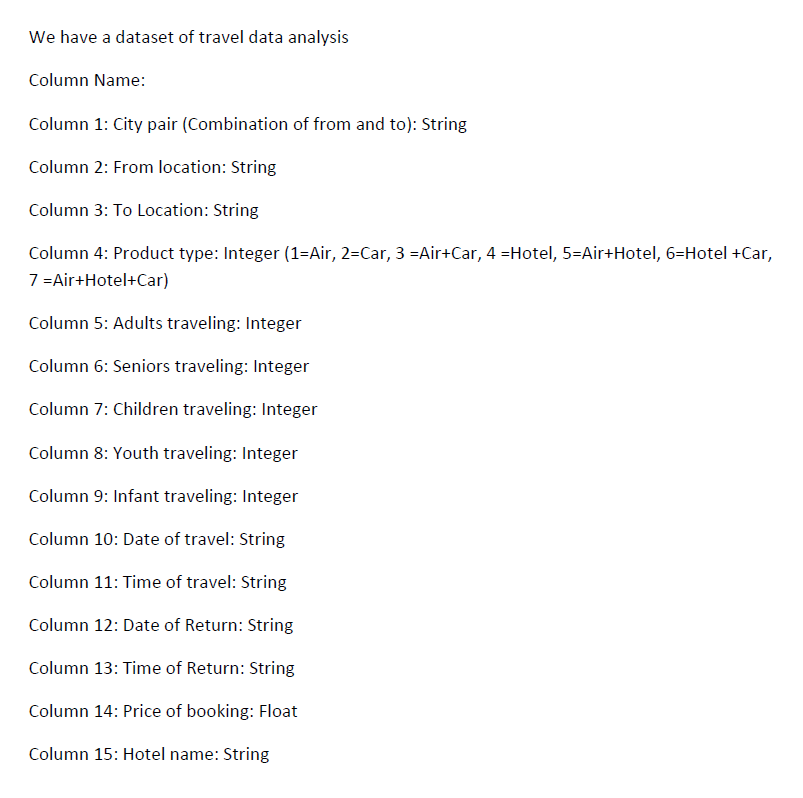 We have a dataset of travel data analysis
Column Name:
Column 1: City pair (Combination of from and to): String
Column 2: From location: String
Column 3: To Location: String
Column 4: Product type: Integer (1=Air, 2=Car, 3 =Air+Car, 4 =Hotel, 5=Air+Hotel, 6=Hotel +Car,
7 =Air+Hotel+Car)
Column 5: Adults traveling: Integer
Column 6: Seniors traveling: Integer
Column 7: Children traveling: Integer
Column 8: Youth traveling: Integer
Column 9: Infant traveling: Integer
Column 10: Date of travel: String
Column 11: Time of travel: String
Column 12: Date of Return: String
Column 13: Time of Return: String
Column 14: Price of booking: Float
Column 15: Hotel name: String